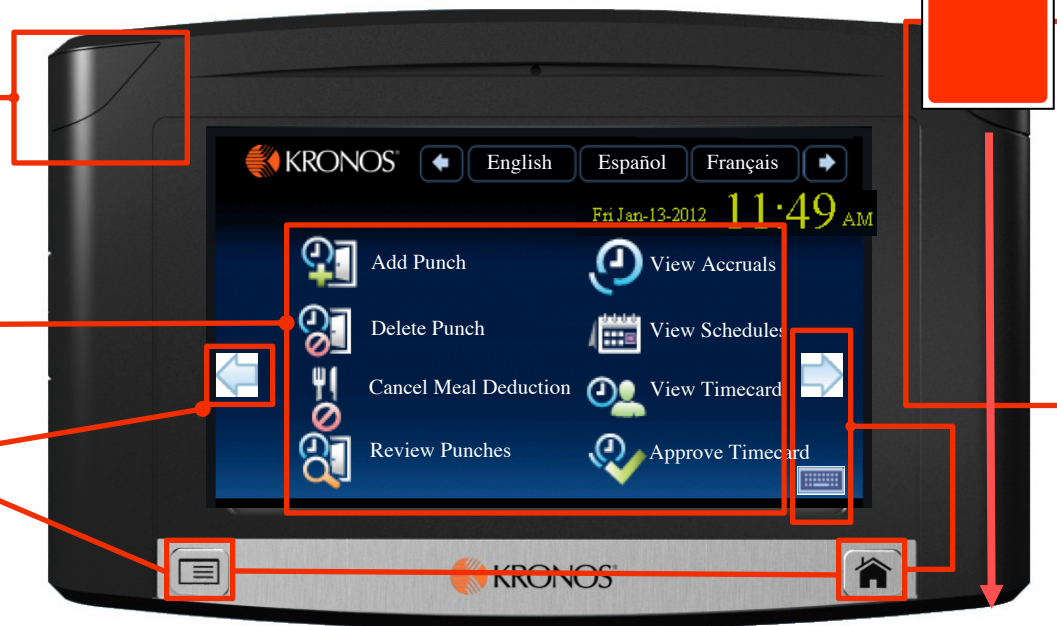 KRONOS English Español Français
Fri Jan-13-2012 11:49 AM
Add Punch
View Accruals
Delete Punch
View Schedules
Cancel Meal Deduction
View Timecard
Review Punches
Approve Timecard
KRONOS